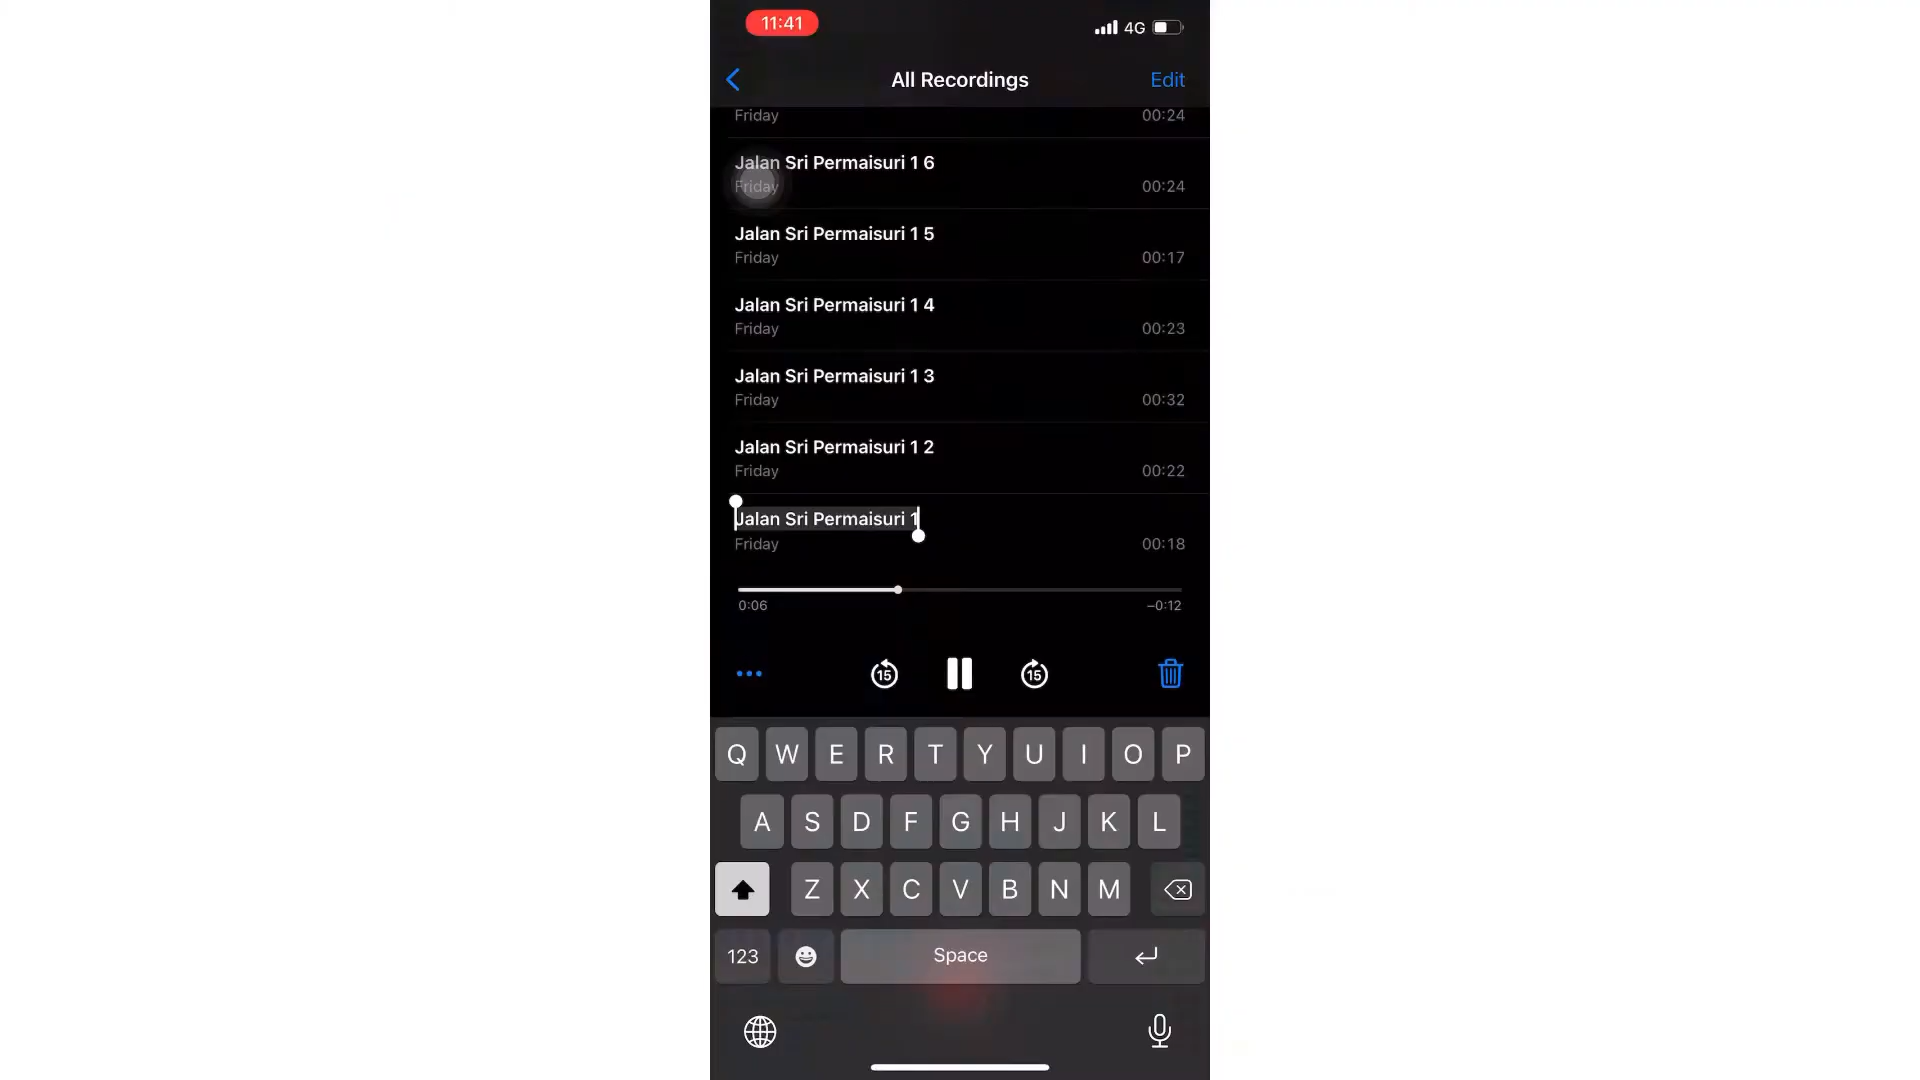 11:41
4G
All Recordings
Edit
Friday
00:24
Jalan Sri Permaisuri 1 6
Friday
00:24
Jalan Sri Permaisuri 1 5
Friday
00:17
Jalan Sri Permaisuri 1 4
Friday
00:23
Jalan Sri Permaisuri 1 3
Friday
00:32
Jalan Sri Permaisuri 1 2
Friday
00:22
Jalan Sri Permaisuri 1
Friday
00:18
0:06
−0:12
15
15
Q W E R T Y U I O P
A S D F G H J K L
Z X C V B N M
123
Space